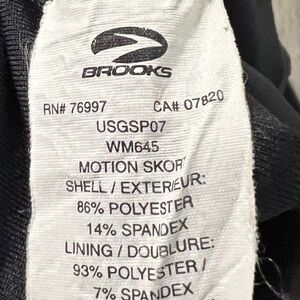 BROOKS
RN# 76997 CA# 07820
USGSP07
WM645
MOTION SKOR
SHELL / EXTERIEUR:
86% POLYESTER
14% SPANDEX
LINING / DOUBLURE:
93% POLYESTER /
7% SPANDEX